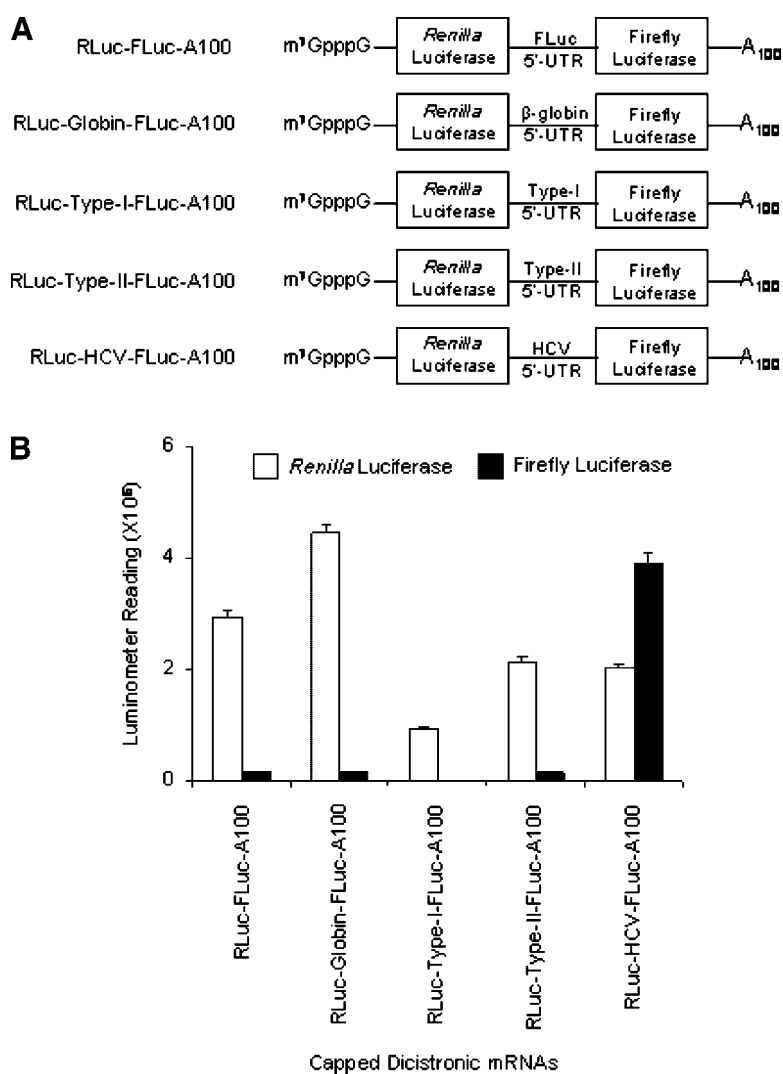 A
RLuc-FLuc-A100 m⁷GpppG Renilla Luciferase FLuc 5'-UTR Firefly Luciferase A₁₀₀
RLuc-Globin-FLuc-A100 m⁷GpppG Renilla Luciferase β-globin 5'-UTR Firefly Luciferase A₁₀₀
RLuc-Type-I-FLuc-A100 m⁷GpppG Renilla Luciferase Type-I 5'-UTR Firefly Luciferase A₁₀₀
RLuc-Type-II-FLuc-A100 m⁷GpppG Renilla Luciferase Type-II 5'-UTR Firefly Luciferase A₁₀₀
RLuc-HCV-FLuc-A100 m⁷GpppG Renilla Luciferase HCV 5'-UTR Firefly Luciferase A₁₀₀
B
Renilla Luciferase Firefly Luciferase
Luminometer Reading
6
4
2
0
RLuc-FLuc-A100
RLuc-Globin-FLuc-A100
RLuc-Type-I-FLuc-A100
RLuc-Type-II-FLuc-A100
RLuc-HCV-FLuc-A100
Capped Dicistronic mRNAs